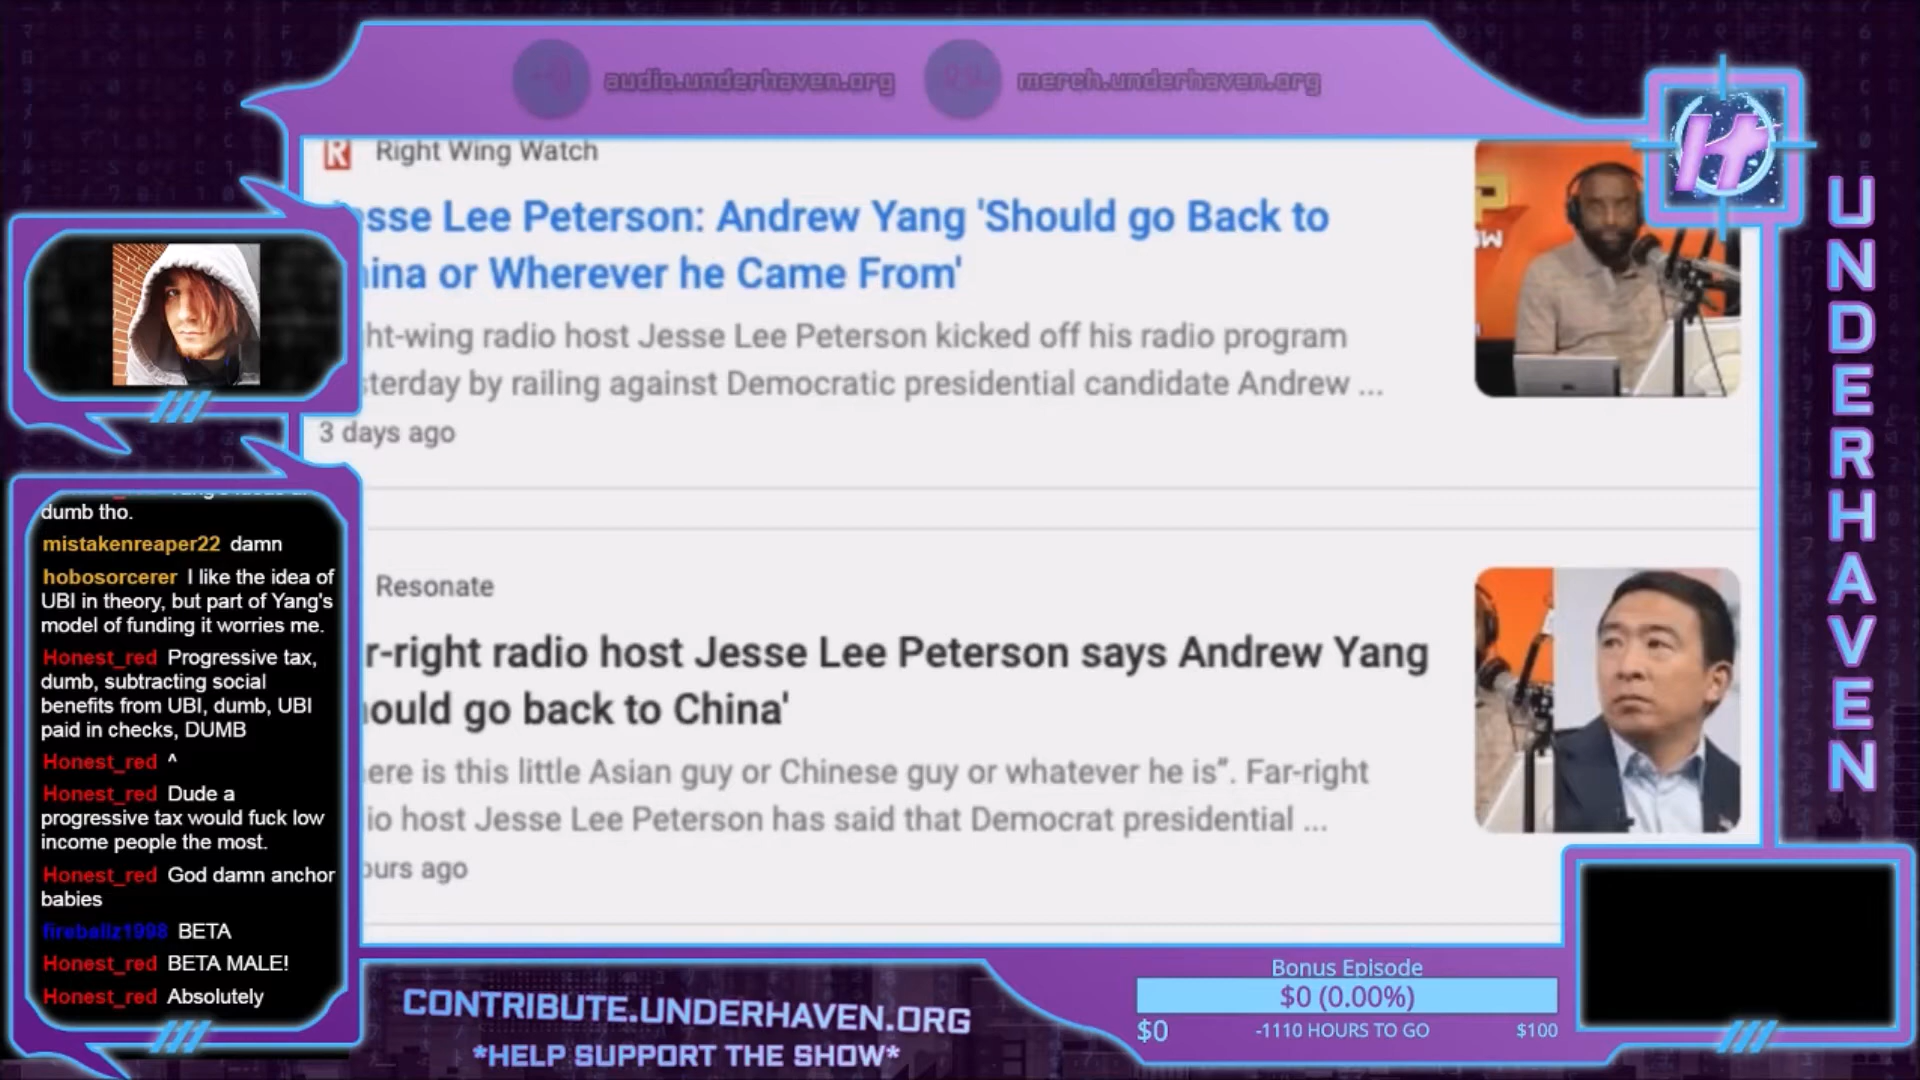 audio.underhaven.org
merch.underhaven.org
R Right Wing Watch
sse Lee Peterson: Andrew Yang 'Should go Back to
ina or Wherever he Came From'
ht-wing radio host Jesse Lee Peterson kicked off his radio program
sterday by railing against Democratic presidential candidate Andrew ...
3 days ago
Resonate
r-right radio host Jesse Lee Peterson says Andrew Yang
ould go back to China'
ere is this little Asian guy or Chinese guy or whatever he is". Far-right
io host Jesse Lee Peterson has said that Democrat presidential ...
ours ago
dumb tho.
mistakenreaper22 damn
hobosorcerer I like the idea of
UBI in theory, but part of Yang's
model of funding it worries me.
Honest_red Progressive tax,
dumb, subtracting social
benefits from UBI, dumb, UBI
paid in checks, DUMB
Honest_red ^
Honest_red Dude a
progressive tax would fuck low
income people the most.
Honest_red God damn anchor
babies
fireballz1998 BETA
Honest_red BETA MALE!
Honest_red Absolutely
UNDERHAVEN
CONTRIBUTE.UNDERHAVEN.ORG
*HELP SUPPORT THE SHOW*
Bonus Episode
$0 (0.00%)
$0 -1110 HOURS TO GO $100